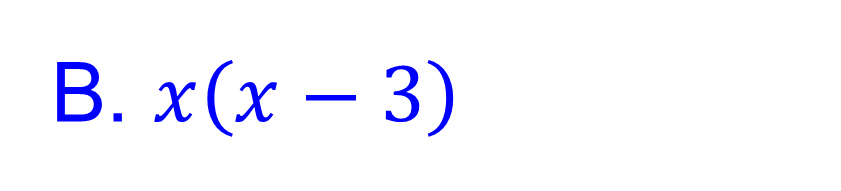 B. 𝑥(𝑥 − 3)